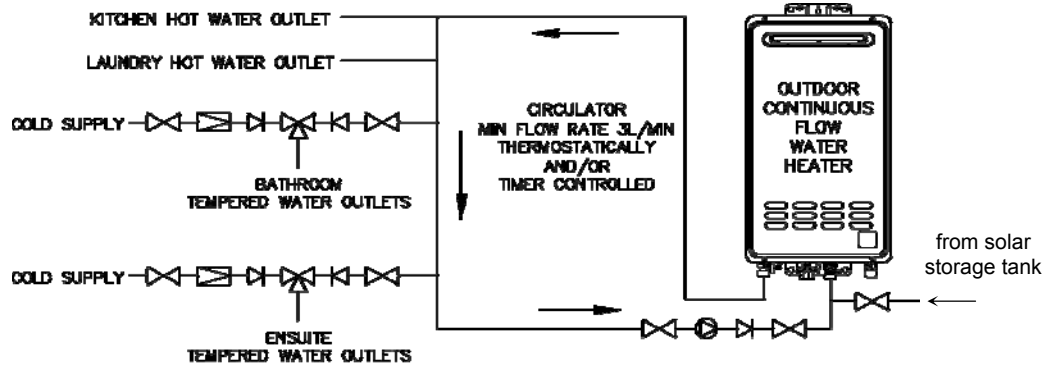 KITCHEN HOT WATER OUTLET
LAUNDRY HOT WATER OUTLET
COLD SUPPLY
BATHROOM
TEMPERED WATER OUTLETS
CIRCULATOR
MIN FLOW RATE 3L/MIN
THERMOSTATICALLY
AND/OR
TIMER CONTROLLED
OUTDOOR
CONTINUOUS
FLOW
WATER
HEATER
from solar
storage tank
COLD SUPPLY
ENSUITE
TEMPERED WATER OUTLETS